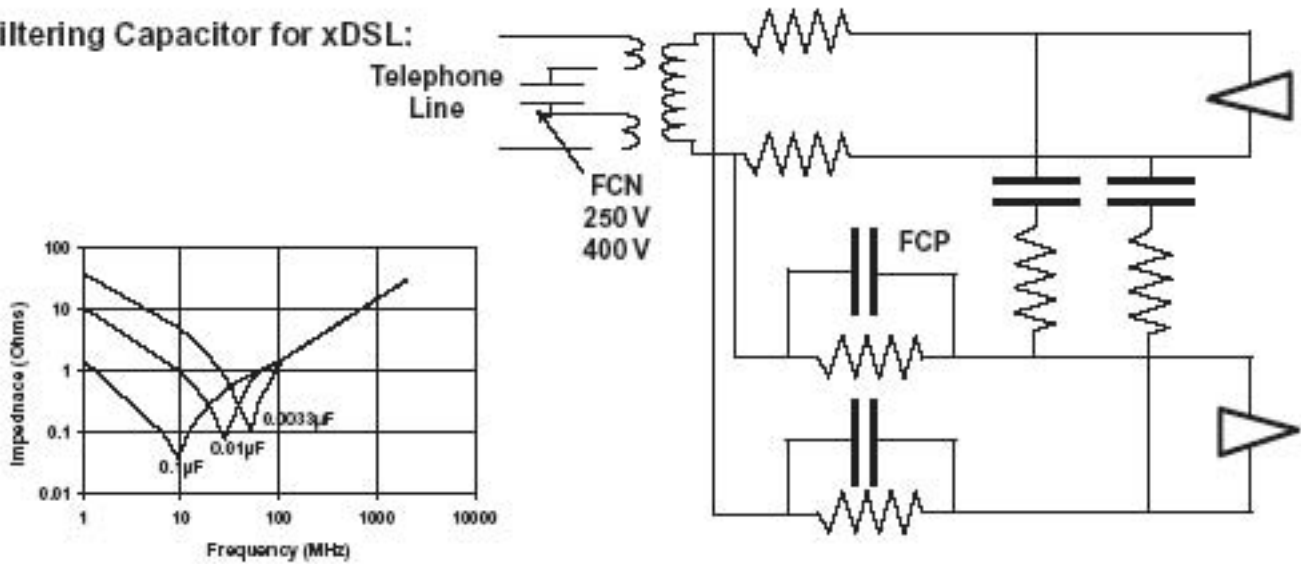 iltering Capacitor for xDSL:
Telephone
Line
FCN
250 V
400 V
FCP
100
10
1
0.1
0.01
Impednace (Ohms)
0.1µF
0.01µF
0.0033µF
1
10
100
1000
10000
Frequency (MHz)